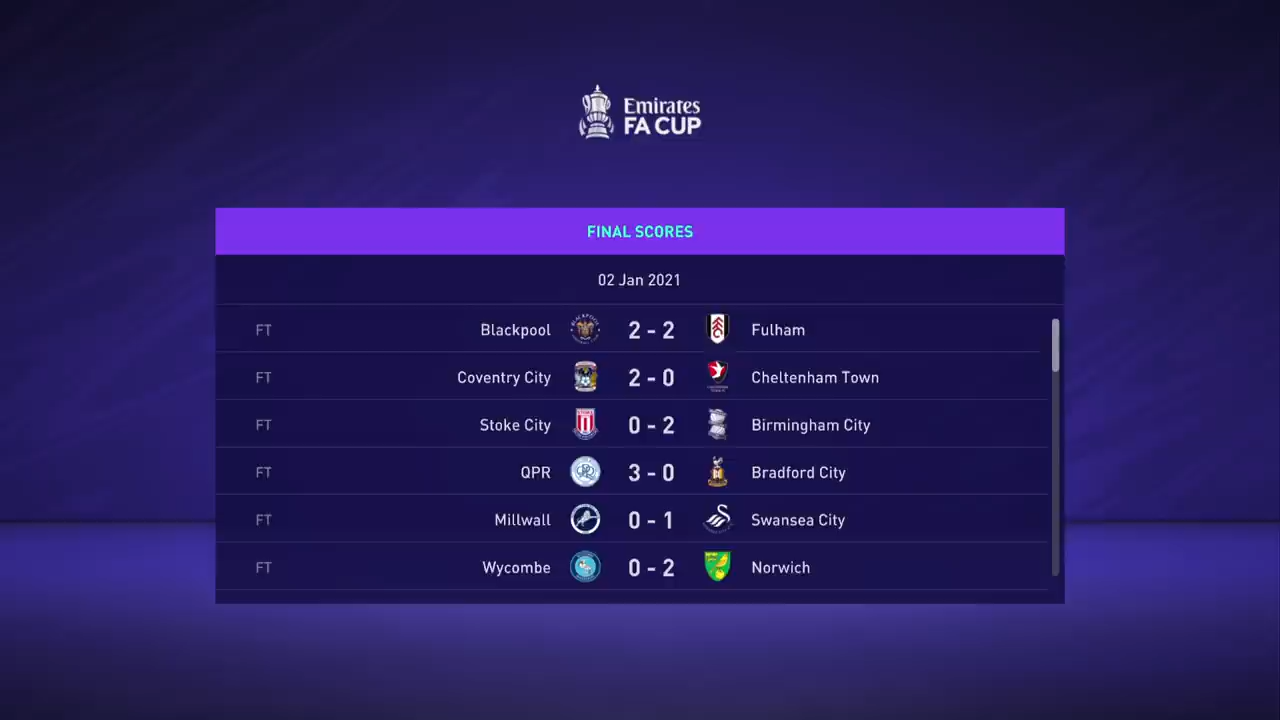 Emirates
FA CUP
FINAL SCORES
02 Jan 2021
FT Blackpool 2 - 2 Fulham
FT Coventry City 2 - 0 Cheltenham Town
FT Stoke City 0 - 2 Birmingham City
FT QPR 3 - 0 Bradford City
FT Millwall 0 - 1 Swansea City
FT Wycombe 0 - 2 Norwich